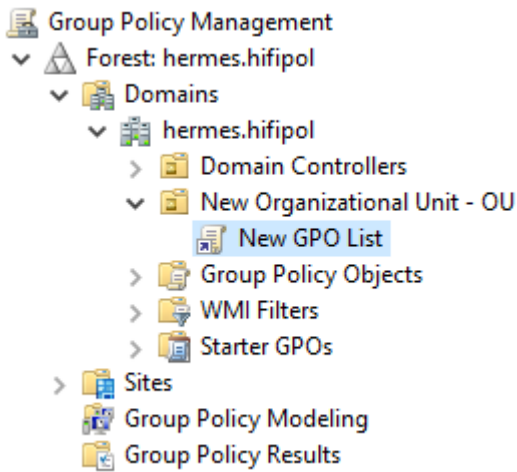 Group Policy Management
Forest: hermes.hifipol
Domains
hermes.hifipol
Domain Controllers
New Organizational Unit - OU
New GPO List
Group Policy Objects
WMI Filters
Starter GPOs
Sites
Group Policy Modeling
Group Policy Results